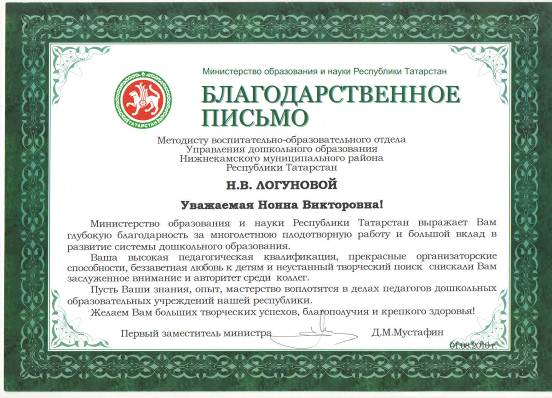 Министерство образования и науки Республики Татарстан
БЛАГОДАРСТВЕННОЕ
ПИСЬМО
Методисту воспитательно-образовательного отдела
Управления дошкольного образования
Нижнекамского муниципального района
Республики Татарстан
Н.В. ЛОГУНОВОЙ
Уважаемая Нонна Викторовна!
Министерство образования и науки Республики Татарстан выражает Вам
глубокую благодарность за многолетнюю плодотворную работу и большой вклад в
развитие системы дошкольного образования.
Ваша высокая педагогическая квалификация, прекрасные организаторские
способности, беззаветная любовь к детям и неустанный творческий поиск снискали Вам
заслуженное внимание и авторитет среди коллег.
Пусть Ваши знания, опыт, мастерство воплотятся в делах педагогов дошкольных
образовательных учреждений нашей республики.
Желаем Вам больших творческих успехов, благополучия и крепкого здоровья!
Первый заместитель министра Д.М.Мустафин
01.08.2010 г.
ТАТАРСТАН